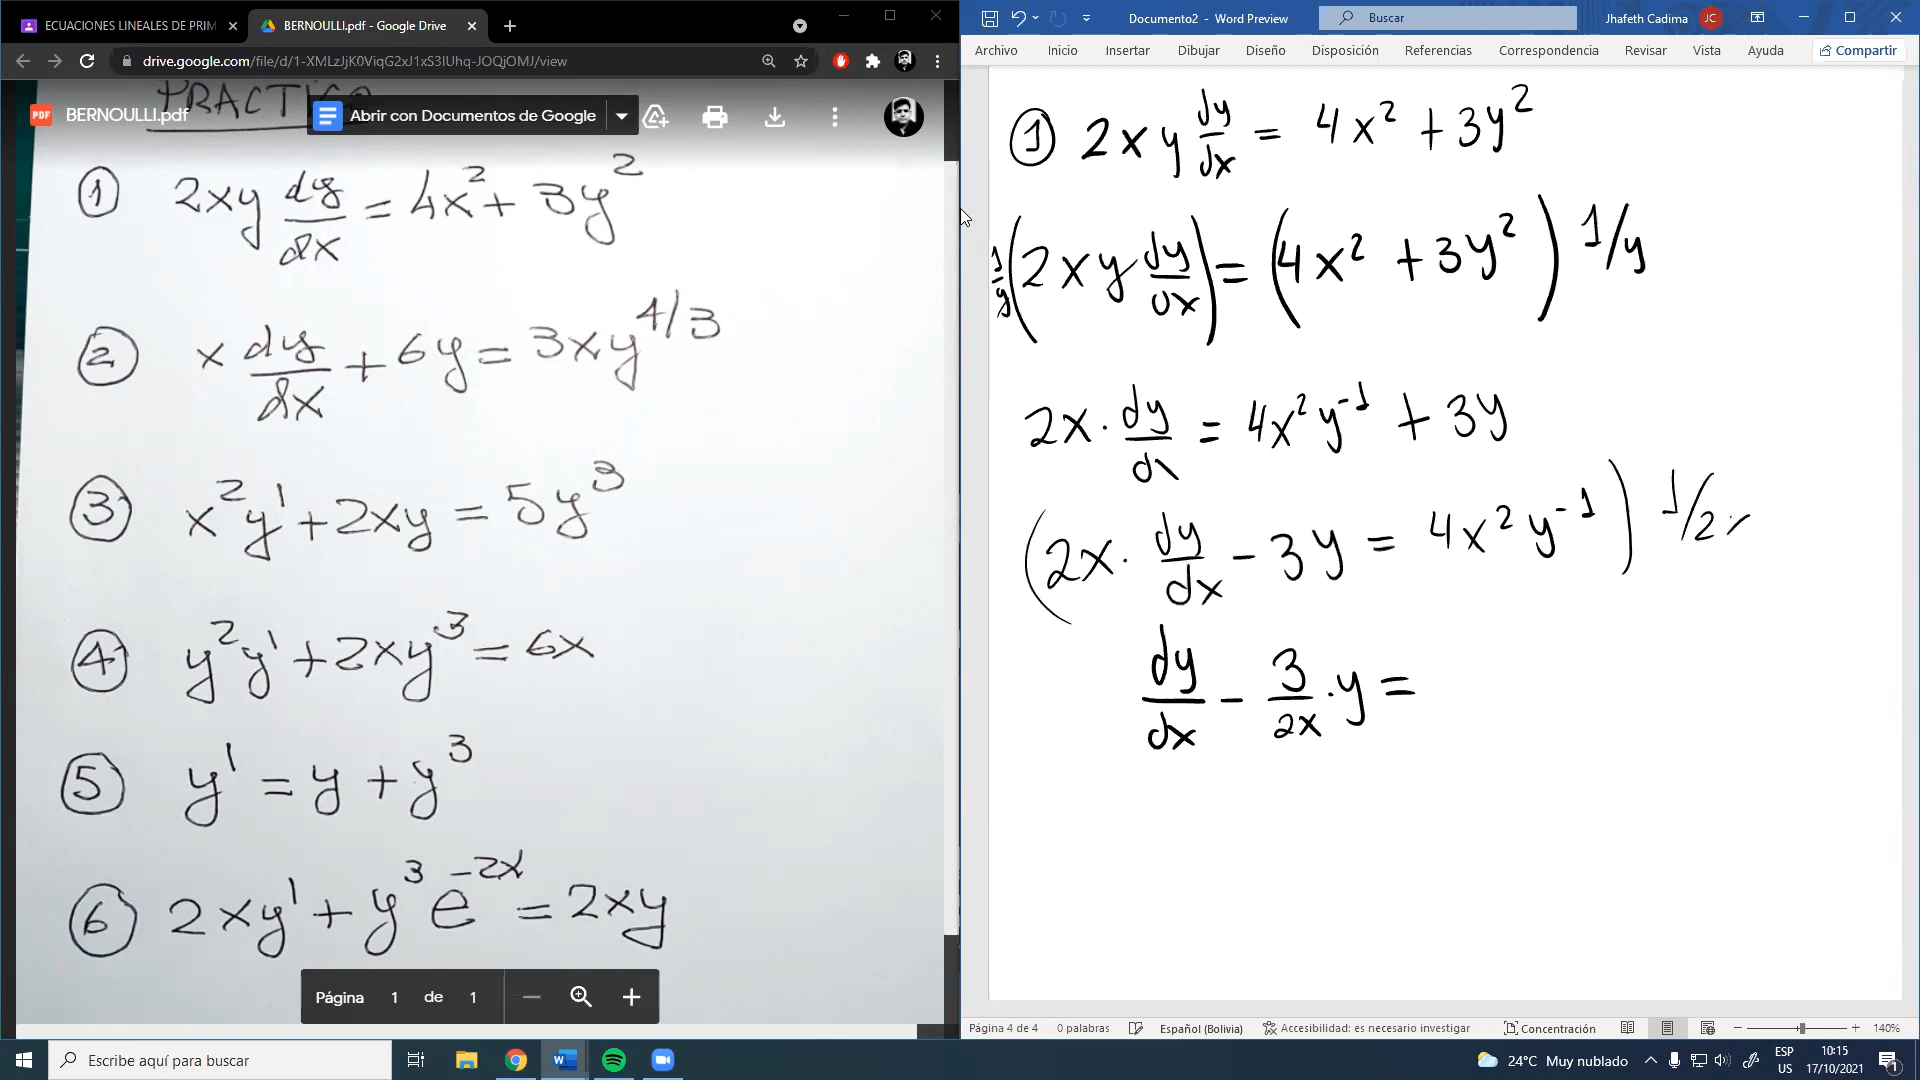 ECUACIONES LINEALES DE PRIM
BERNOULLI.pdf - Google Drive
drive.google.com/file/d/1-XMLzJjK0ViqG2xJ1xS3lUhq-JOQjOMJ/view
PRACTICO
PDF BERNOULLI.pdf
Abrir con Documentos de Google
① 2xy dy/dx = 4x² + 3y²
② x dy/dx + 6y = 3xy^4/3
③ x²y' + 2xy = 5y³
④ y²y' + 2xy³ = 6x
⑤ y' = y + y³
⑥ 2xy' + y³ e^-2x = 2xy
Página 1 de 1
Documento2 - Word Preview
Buscar
Jhafeth Cadima JC
Archivo Inicio Insertar Dibujar Diseño Disposición Referencias Correspondencia Revisar Vista Ayuda Compartir
① 2xy dy/dx = 4x² + 3y²
1/y (2xy dy/dx) = (4x² + 3y²) 1/y
2x · dy/dx = 4x² y^-1 + 3y
(2x · dy/dx - 3y = 4x² y^-1) 1/2x
dy/dx - 3/2x · y =
Página 4 de 4 0 palabras Español (Bolivia) Accesibilidad: es necesario investigar Concentración 140%
Escribe aquí para buscar
24°C Muy nublado
ESP
US
10:15
17/10/2021
1